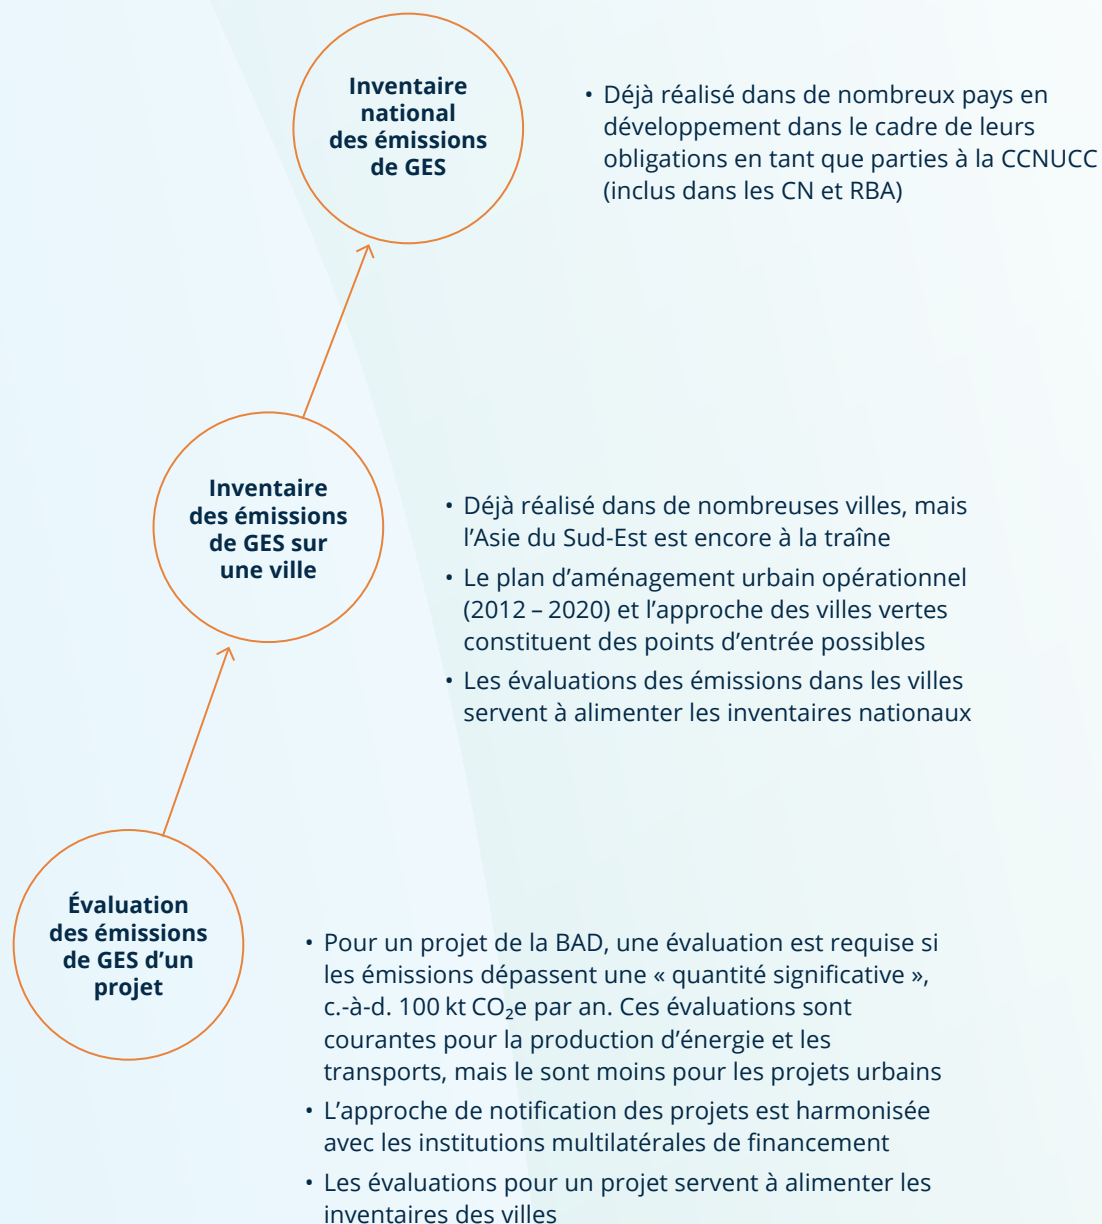 Inventaire
national
des émissions
de GES
• Déjà réalisé dans de nombreux pays en
développement dans le cadre de leurs
obligations en tant que parties à la CCNUCC
(inclus dans les CN et RBA)
Inventaire
des émissions
de GES sur
une ville
• Déjà réalisé dans de nombreuses villes, mais
l’Asie du Sud-Est est encore à la traîne
• Le plan d’aménagement urbain opérationnel
(2012 – 2020) et l’approche des villes vertes
constituent des points d’entrée possibles
• Les évaluations des émissions dans les villes
servent à alimenter les inventaires nationaux
Évaluation
des émissions
de GES d’un
projet
• Pour un projet de la BAD, une évaluation est requise si
les émissions dépassent une « quantité significative »,
c.-à-d. 100 kt CO₂e par an. Ces évaluations sont
courantes pour la production d’énergie et les
transports, mais le sont moins pour les projets urbains
• L’approche de notification des projets est harmonisée
avec les institutions multilatérales de financement
• Les évaluations pour un projet servent à alimenter les
inventaires des villes